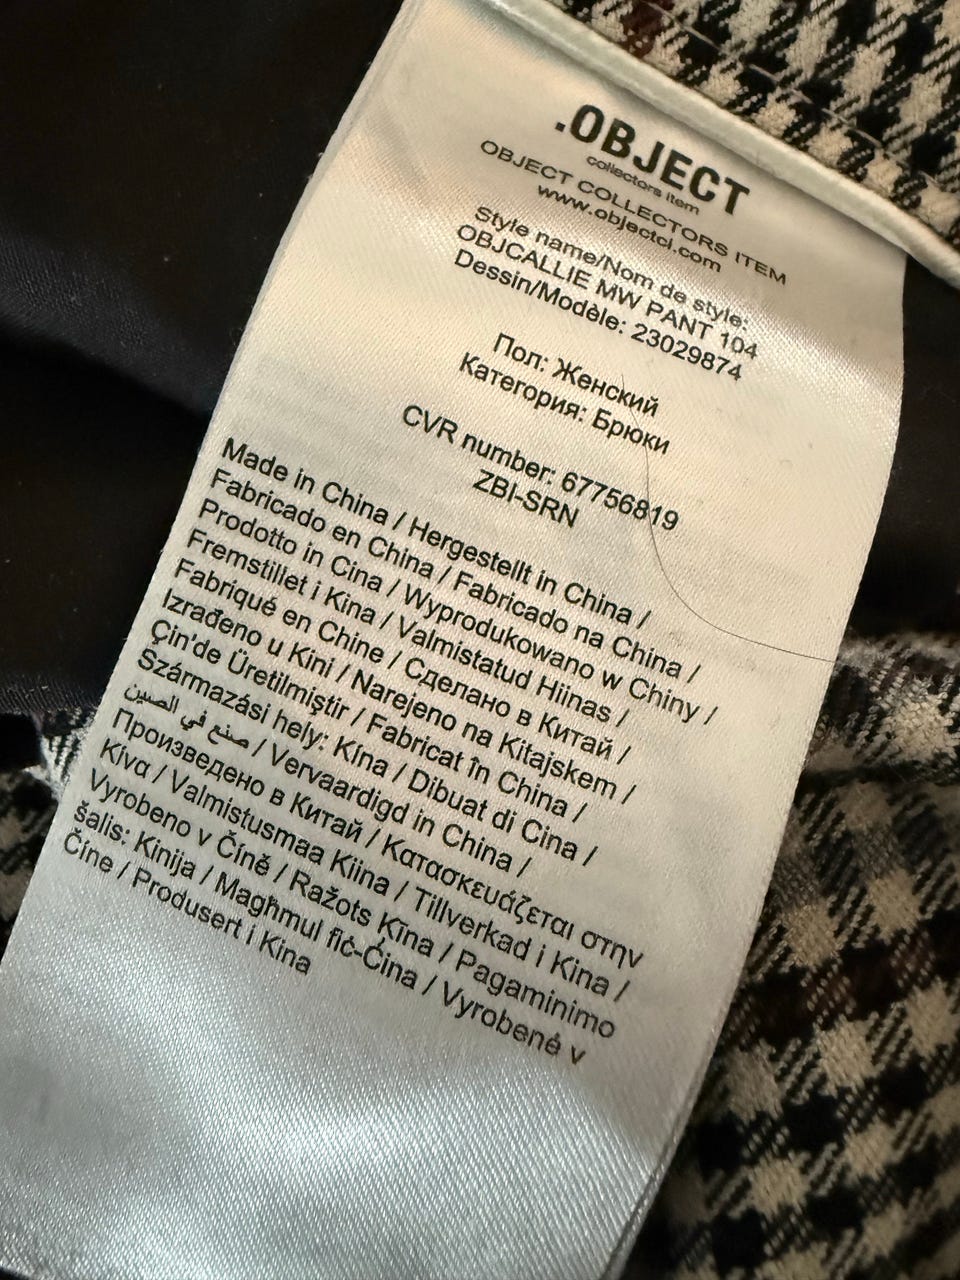 .OBJECT
collectors item
OBJECT COLLECTORS ITEM
www.objectci.com
Style name/Nom de style:
OBJCALLIE MW PANT 104
Dessin/Modèle: 23029874
Пол: Женский
Категория: Брюки
CVR number: 67756819
ZBI-SRN
Made in China / Hergestellt in China /
Fabricado en China / Fabricado na China /
Prodotto in Cina / Wyprodukowano w Chiny /
Fremstillet i Kina / Valmistatud Hiinas /
Fabriqué en Chine / Сделано в Китай /
Izrađeno u Kini / Narejeno na Kitajskem /
Çin'de Üretilmiştir / Fabricat în China /
Származási hely: Kína / Dibuat di Cina /
صنع في الصين / Vervaardigd in China /
Произведено в Китай / Κατασκευάζεται στην
Κίνα / Valmistusmaa Kiina / Tillverkad i Kina /
Vyrobeno v Číně / Ražots Ķīna / Pagaminimo
šalis: Kinija / Magħmul fiċ-Ċina / Vyrobené v
Číne / Produsert i Kina